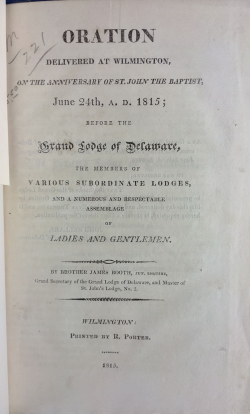 221
ORATION
DELIVERED AT WILMINGTON,
ON THE ANNIVERSARY OF ST. JOHN THE BAPTIST,
June 24th, A. D. 1815;
BEFORE THE
Grand Lodge of Delaware,
THE MEMBERS OF
VARIOUS SUBORDINATE LODGES,
AND A NUMEROUS AND RESPECTABLE
ASSEMBLAGE
OF
LADIES AND GENTLEMEN.
BY BROTHER JAMES BOOTH, JUN. ESQUIRE,
Grand Secretary of the Grand Lodge of Delaware, and Master of
St. John's Lodge, No. 2.
WILMINGTON:
PRINTED BY R. PORTER.
1815.